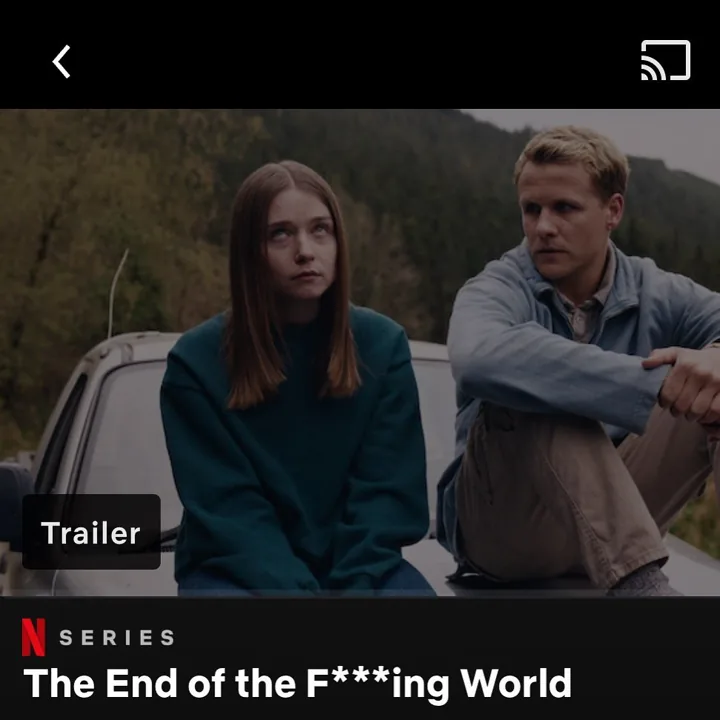 Trailer
N SERIES
The End of the F***ing World